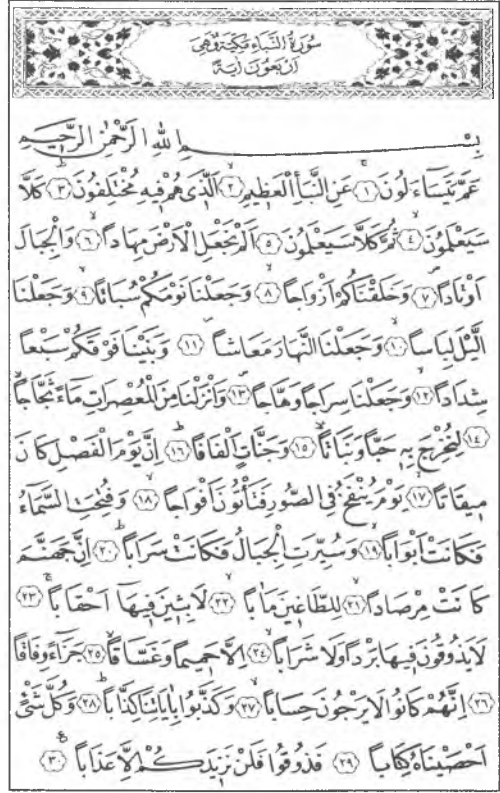 سُورَةُ النَّبَاءِ مَكِّيَّةٌ وَهِيَ
اَرْبَعُونَ اٰيَةً
بِسْمِ اللّٰهِ الرَّحْمٰنِ الرَّحِيمِ
عَمَّ يَتَسَاءَلُونَ ﴿١﴾ عَنِ النَّبَأِ الْعَظِيمِ ﴿٢﴾ اَلَّذِى هُمْ فِيهِ مُخْتَلِفُونَ ﴿٣﴾ كَلَّا
سَيَعْلَمُونَ ﴿٤﴾ ثُمَّ كَلَّا سَيَعْلَمُونَ ﴿٥﴾ اَلَمْ نَجْعَلِ الْاَرْضَ مِهَادًا ﴿٦﴾ وَالْجِبَالَ
اَوْتَادًا ﴿٧﴾ وَخَلَقْنَاكُمْ اَزْوَاجًا ﴿٨﴾ وَجَعَلْنَا نَوْمَكُمْ سُبَاتًا ﴿٩﴾ وَجَعَلْنَا
الَّيْلَ لِبَاسًا ﴿١٠﴾ وَجَعَلْنَا النَّهَارَ مَعَاشًا ﴿١١﴾ وَبَنَيْنَا فَوْقَكُمْ سَبْعًا
شِدَادًا ﴿١٢﴾ وَجَعَلْنَا سِرَاجًا وَهَّاجًا ﴿١٣﴾ وَاَنْزَلْنَا مِنَ الْمُعْصِرَاتِ مَاءً ثَجَّاجًا
﴿١٤﴾ لِنُخْرِجَ بِهِ حَبًّا وَنَبَاتًا ﴿١٥﴾ وَجَنَّاتٍ اَلْفَافًا ﴿١٦﴾ اِنَّ يَوْمَ الْفَصْلِ كَانَ
مِيقَاتًا ﴿١٧﴾ يَوْمَ يُنْفَخُ فِى الصُّورِ فَتَأْتُونَ اَفْوَاجًا ﴿١٨﴾ وَفُتِحَتِ السَّمَاءُ
فَكَانَتْ اَبْوَابًا ﴿١٩﴾ وَسُيِّرَتِ الْجِبَالُ فَكَانَتْ سَرَابًا ﴿٢٠﴾ اِنَّ جَهَنَّمَ
كَانَتْ مِرْصَادًا ﴿٢١﴾ لِلطَّاغِينَ مَاٰبًا ﴿٢٢﴾ لَابِثِينَ فِيهَا اَحْقَابًا ﴿٢٣﴾
لَا يَذُوقُونَ فِيهَا بَرْدًا وَلَا شَرَابًا ﴿٢٤﴾ اِلَّا حَمِيمًا وَغَسَّاقًا ﴿٢٥﴾ جَزَاءً وِفَاقًا
﴿٢٦﴾ اِنَّهُمْ كَانُوا لَا يَرْجُونَ حِسَابًا ﴿٢٧﴾ وَكَذَّبُوا بِاٰيَاتِنَا كِذَّابًا ﴿٢٨﴾ وَكُلَّ شَىْءٍ
اَحْصَيْنَاهُ كِتَابًا ﴿٢٩﴾ فَذُوقُوا فَلَنْ نَزِيدَكُمْ اِلَّا عَذَابًا ﴿٣٠﴾